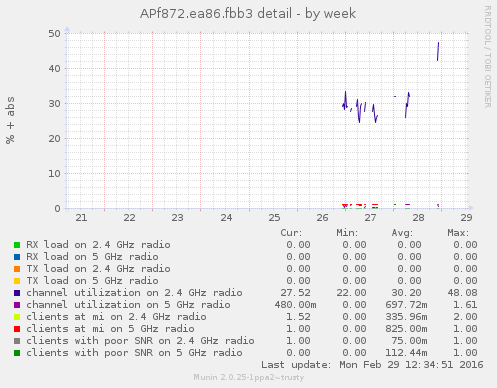 APf872.ea86.fbb3 detail - by week
RRDTOOL / TOBI OETIKER
% + abs
50
40
30
20
10
0
21 22 23 24 25 26 27 28 29
Cur: Min: Avg: Max:
RX load on 2.4 GHz radio 0.00 0.00 0.00 0.00
RX load on 5 GHz radio 0.00 0.00 0.00 0.00
TX load on 2.4 GHz radio 0.00 0.00 0.00 0.00
TX load on 5 GHz radio 0.00 0.00 0.00 0.00
channel utilization on 2.4 GHz radio 27.52 22.00 30.20 48.08
channel utilization on 5 GHz radio 480.00m 0.00 697.72m 1.61
clients at mi on 2.4 GHz radio 1.52 0.00 335.96m 2.00
clients at mi on 5 GHz radio 1.00 0.00 825.00m 1.00
clients with poor SNR on 2.4 GHz radio 1.00 0.00 75.00m 1.00
clients with poor SNR on 5 GHz radio 0.00 0.00 112.44m 1.00
Last update: Mon Feb 29 12:34:51 2016
Munin 2.0.25-1ppa2~trusty